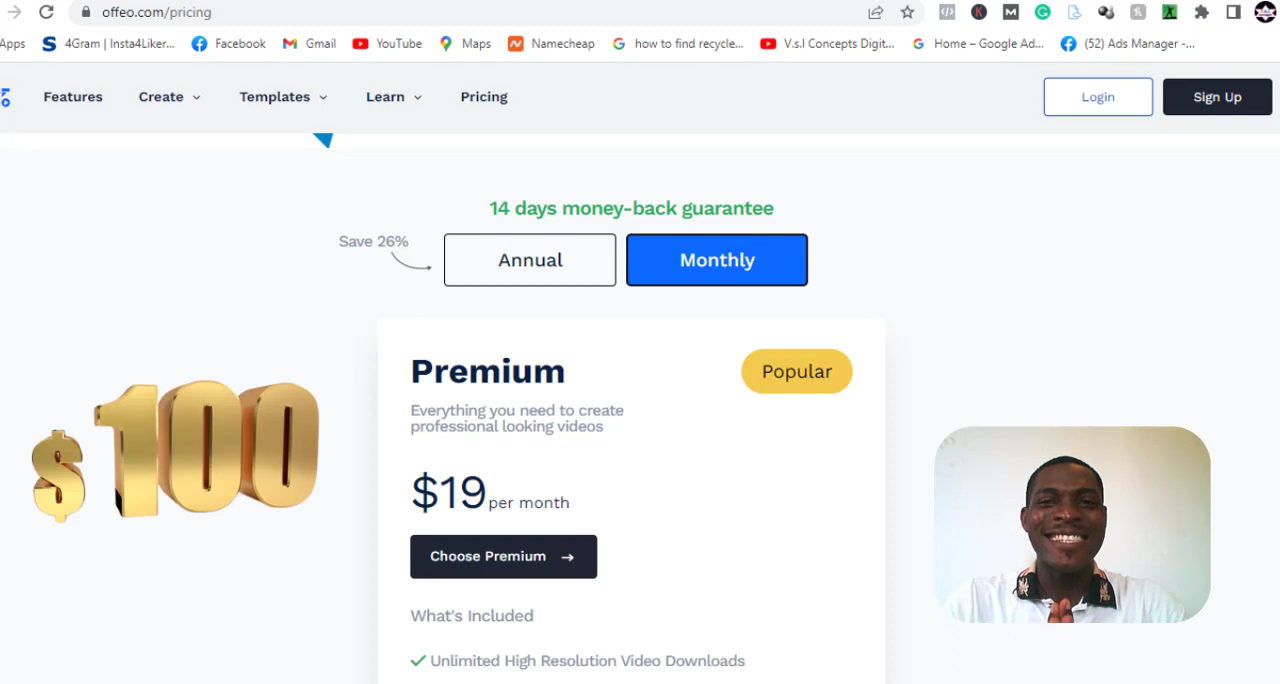 offeo.com/pricing
Apps
4Gram | Insta4Liker...
Facebook
Gmail
YouTube
Maps
Namecheap
how to find recycle...
V.s.l Concepts Digit...
Home – Google Ad...
(52) Ads Manager -...
Features
Create
Templates
Learn
Pricing
Login
Sign Up
14 days money-back guarantee
Save 26%
Annual
Monthly
Premium
Popular
Everything you need to create
professional looking videos
$100
$19 per month
Choose Premium →
What's Included
Unlimited High Resolution Video Downloads